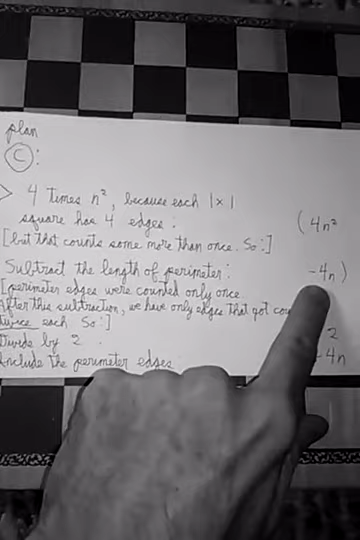 plan
C :
4 times n², because each 1x1
square has 4 edges: (4n²
[but that counts some more than once. So:]
Subtract the length of perimeter: -4n)
[perimeter edges were counted only once.
After this subtraction, we have only edges that got
twice each So:]
Divide by 2. 2
Include the perimeter edges. 4n